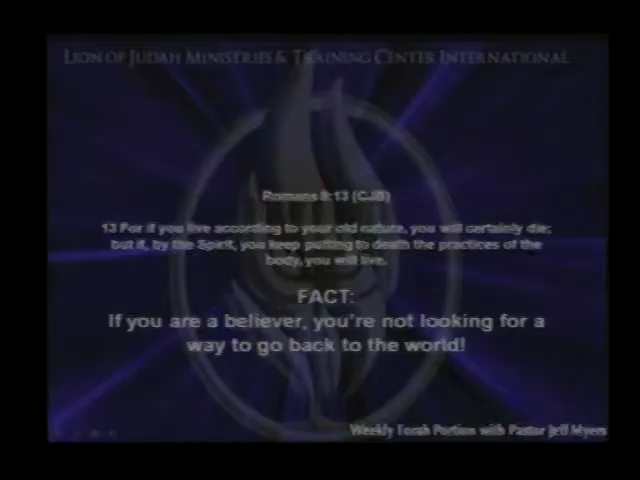 LION OF JUDAH MINISTRIES & TRAINING CENTER INTERNATIONAL
Romans 8:13 (CJB)
13 For if you live according to your old nature, you will certainly die;
but if, by the Spirit, you keep putting to death the practices of the
body, you will live.
FACT:
If you are a believer, you're not looking for a
way to go back to the world!
Weekly Torah Portion with Pastor Jeff Myers